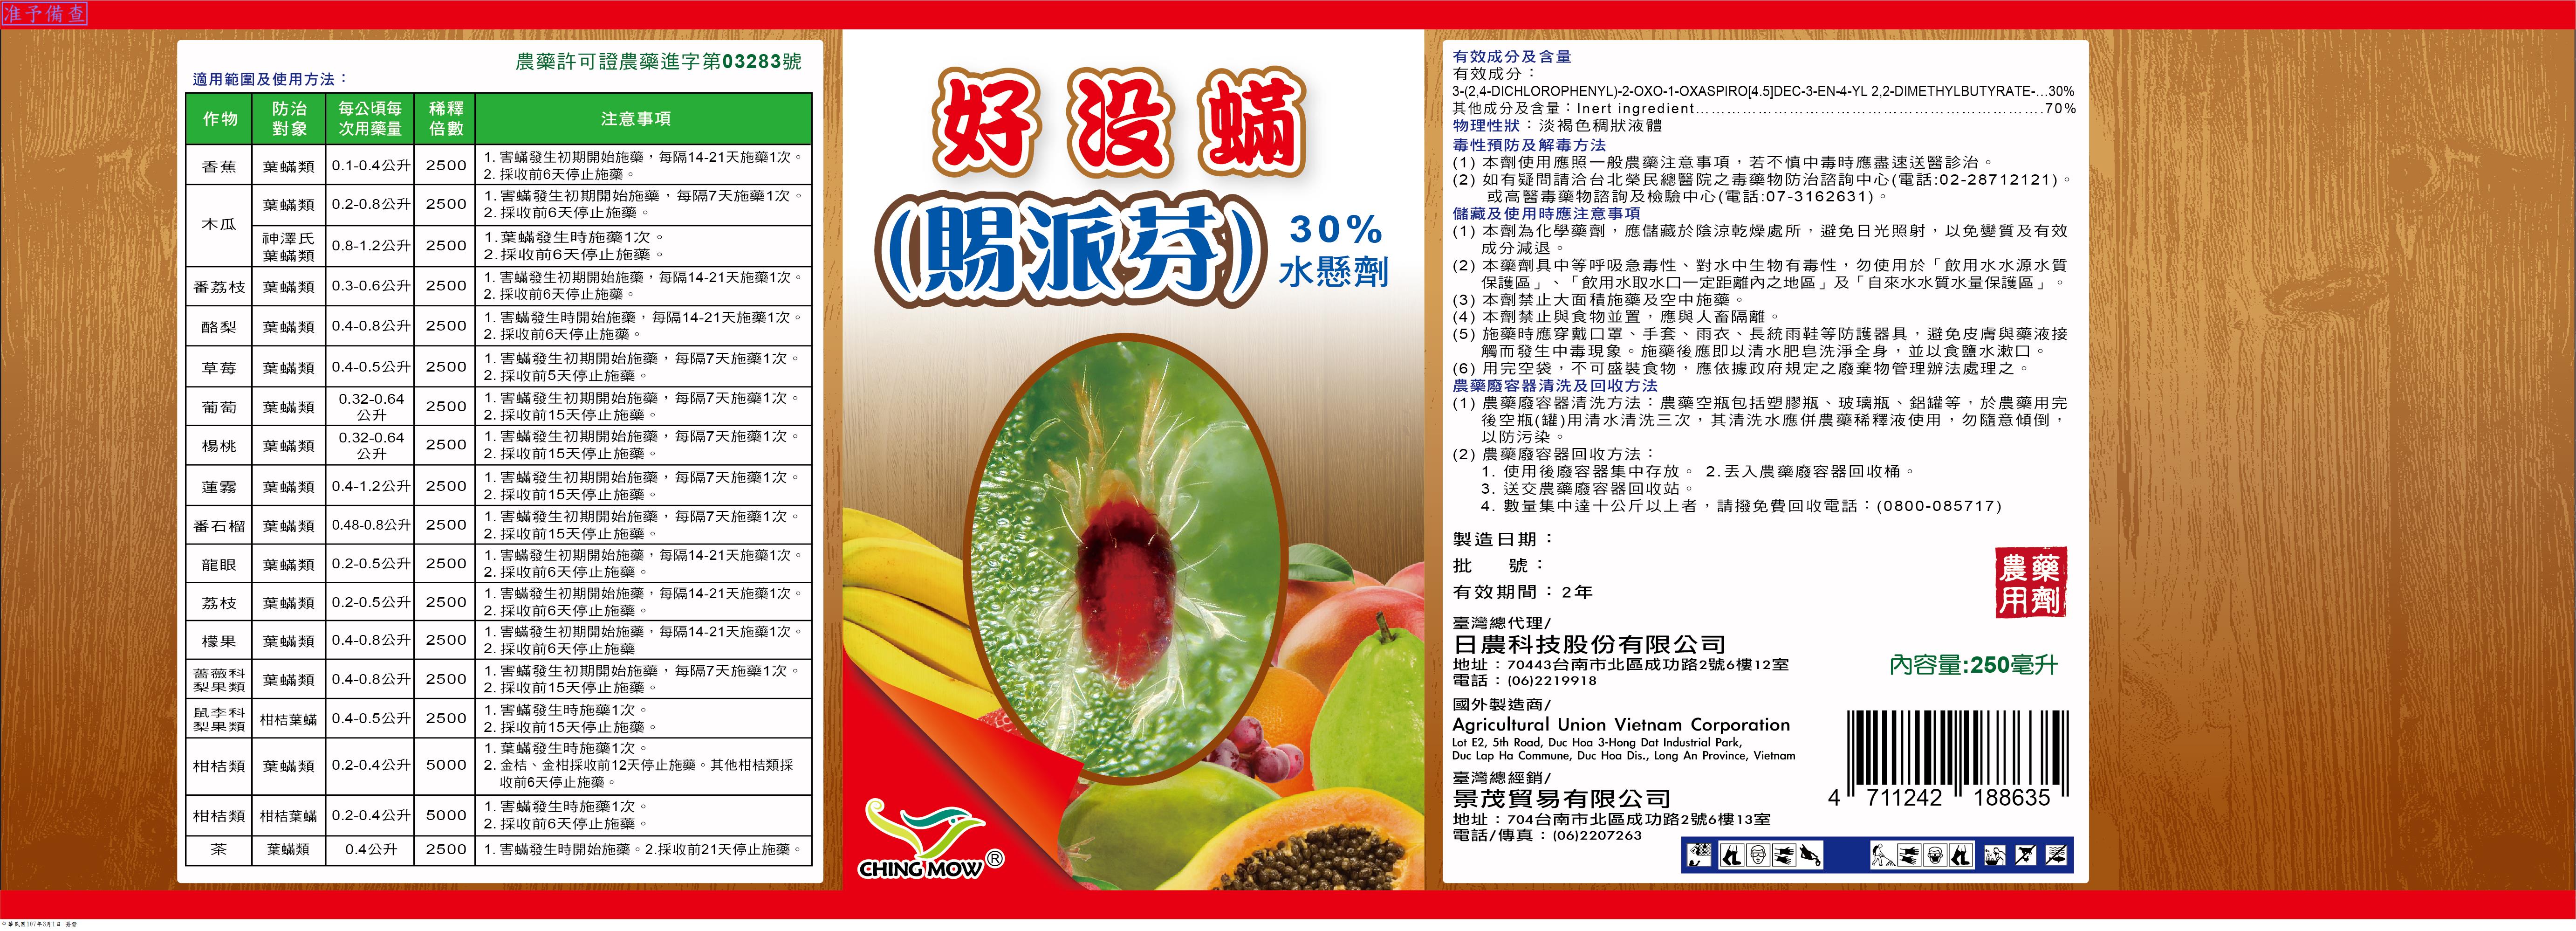 准予備查
農藥許可證農藥進字第03283號
適用範圍及使用方法：
作物 防治對象 每公頃每次用藥量 稀釋倍數 注意事項
香蕉 葉蟎類 0.1-0.4公升 2500 1. 害蟎發生初期開始施藥，每隔14-21天施藥1次。
2. 採收前6天停止施藥。
木瓜 葉蟎類 0.2-0.8公升 2500 1. 害蟎發生初期開始施藥，每隔7天施藥1次。
2. 採收前6天停止施藥。
神澤氏葉蟎類 0.8-1.2公升 2500 1.葉蟎發生時施藥1次。
2.採收前6天停止施藥。
番荔枝 葉蟎類 0.3-0.6公升 2500 1. 害蟎發生初期開始施藥，每隔14-21天施藥1次。
2. 採收前6天停止施藥。
酪梨 葉蟎類 0.4-0.8公升 2500 1. 害蟎發生時開始施藥，每隔14-21天施藥1次。
2. 採收前6天停止施藥。
草莓 葉蟎類 0.4-0.5公升 2500 1. 害蟎發生初期開始施藥，每隔7天施藥1次。
2. 採收前5天停止施藥。
葡萄 葉蟎類 0.32-0.64公升 2500 1. 害蟎發生初期開始施藥，每隔7天施藥1次。
2. 採收前15天停止施藥。
楊桃 葉蟎類 0.32-0.64公升 2500 1. 害蟎發生初期開始施藥，每隔7天施藥1次。
2. 採收前15天停止施藥。
蓮霧 葉蟎類 0.4-1.2公升 2500 1. 害蟎發生初期開始施藥，每隔7天施藥1次。
2. 採收前15天停止施藥。
番石榴 葉蟎類 0.48-0.8公升 2500 1. 害蟎發生初期開始施藥，每隔7天施藥1次。
2. 採收前15天停止施藥。
龍眼 葉蟎類 0.2-0.5公升 2500 1. 害蟎發生初期開始施藥，每隔14-21天施藥1次。
2. 採收前6天停止施藥。
荔枝 葉蟎類 0.2-0.5公升 2500 1. 害蟎發生初期開始施藥，每隔14-21天施藥1次。
2. 採收前6天停止施藥。
檬果 葉蟎類 0.4-0.8公升 2500 1. 害蟎發生初期開始施藥，每隔14-21天施藥1次。
2. 採收前6天停止施藥
薔薇科梨果類 葉蟎類 0.4-0.8公升 2500 1. 害蟎發生初期開始施藥，每隔7天施藥1次。
2. 採收前15天停止施藥。
鼠李科梨果類 柑桔葉蟎 0.4-0.5公升 2500 1. 害蟎發生時施藥1次。
2. 採收前15天停止施藥。
柑桔類 葉蟎類 0.2-0.4公升 5000 1. 葉蟎發生時施藥1次。
2. 金桔、金柑採收前12天停止施藥。其他柑桔類採
收前6天停止施藥。
柑桔類 柑桔葉蟎 0.2-0.4公升 5000 1. 害蟎發生時施藥1次。
2. 採收前6天停止施藥。
茶 葉蟎類 0.4公升 2500 1. 害蟎發生時開始施藥。2.採收前21天停止施藥。
好没蟎
(賜派芬)
30%
水懸劑
CHING MOW ®
有效成分及含量
有效成分：
3-(2,4-DICHLOROPHENYL)-2-OXO-1-OXASPIRO[4.5]DEC-3-EN-4-YL 2,2-DIMETHYLBUTYRATE-...30%
其他成分及含量：Inert ingredient……………………………………………………………70%
物理性狀：淡褐色稠狀液體
毒性預防及解毒方法
(1) 本劑使用應照一般農藥注意事項，若不慎中毒時應盡速送醫診治。
(2) 如有疑問請洽台北榮民總醫院之毒藥物防治諮詢中心(電話:02-28712121)。
或高醫毒藥物諮詢及檢驗中心(電話:07-3162631)。
儲藏及使用時應注意事項
(1) 本劑為化學藥劑，應儲藏於陰涼乾燥處所，避免日光照射，以免變質及有效
成分減退。
(2) 本藥劑具中等呼吸急毒性、對水中生物有毒性，勿使用於「飲用水水源水質
保護區」、「飲用水取水口一定距離內之地區」及「自來水水質水量保護區」。
(3) 本劑禁止大面積施藥及空中施藥。
(4) 本劑禁止與食物並置，應與人畜隔離。
(5) 施藥時應穿戴口罩、手套、雨衣、長統雨鞋等防護器具，避免皮膚與藥液接
觸而發生中毒現象。施藥後應即以清水肥皂洗淨全身，並以食鹽水漱口。
(6) 用完空袋，不可盛裝食物，應依據政府規定之廢棄物管理辦法處理之。
農藥廢容器清洗及回收方法
(1) 農藥廢容器清洗方法：農藥空瓶包括塑膠瓶、玻璃瓶、鋁罐等，於農藥用完
後空瓶(罐)用清水清洗三次，其清洗水應併農藥稀釋液使用，勿隨意傾倒，
以防污染。
(2) 農藥廢容器回收方法：
1. 使用後廢容器集中存放。 2.丟入農藥廢容器回收桶。
3. 送交農藥廢容器回收站。
4. 數量集中達十公斤以上者，請撥免費回收電話：(0800-085717)
製造日期：
批 號：
有效期間：2年
農藥
用劑
臺灣總代理/
日農科技股份有限公司
地址：70443台南市北區成功路2號6樓12室
電話：(06)2219918
內容量:250毫升
國外製造商/
Agricultural Union Vietnam Corporation
Lot E2, 5th Road, Duc Hoa 3-Hong Dat Industrial Park,
Duc Lap Ha Commune, Duc Hoa Dis., Long An Province, Vietnam
臺灣總經銷/
景茂貿易有限公司
地址：704台南市北區成功路2號6樓13室
電話/傳真：(06)2207263
4 711242 188635
中華民國107年3月1日